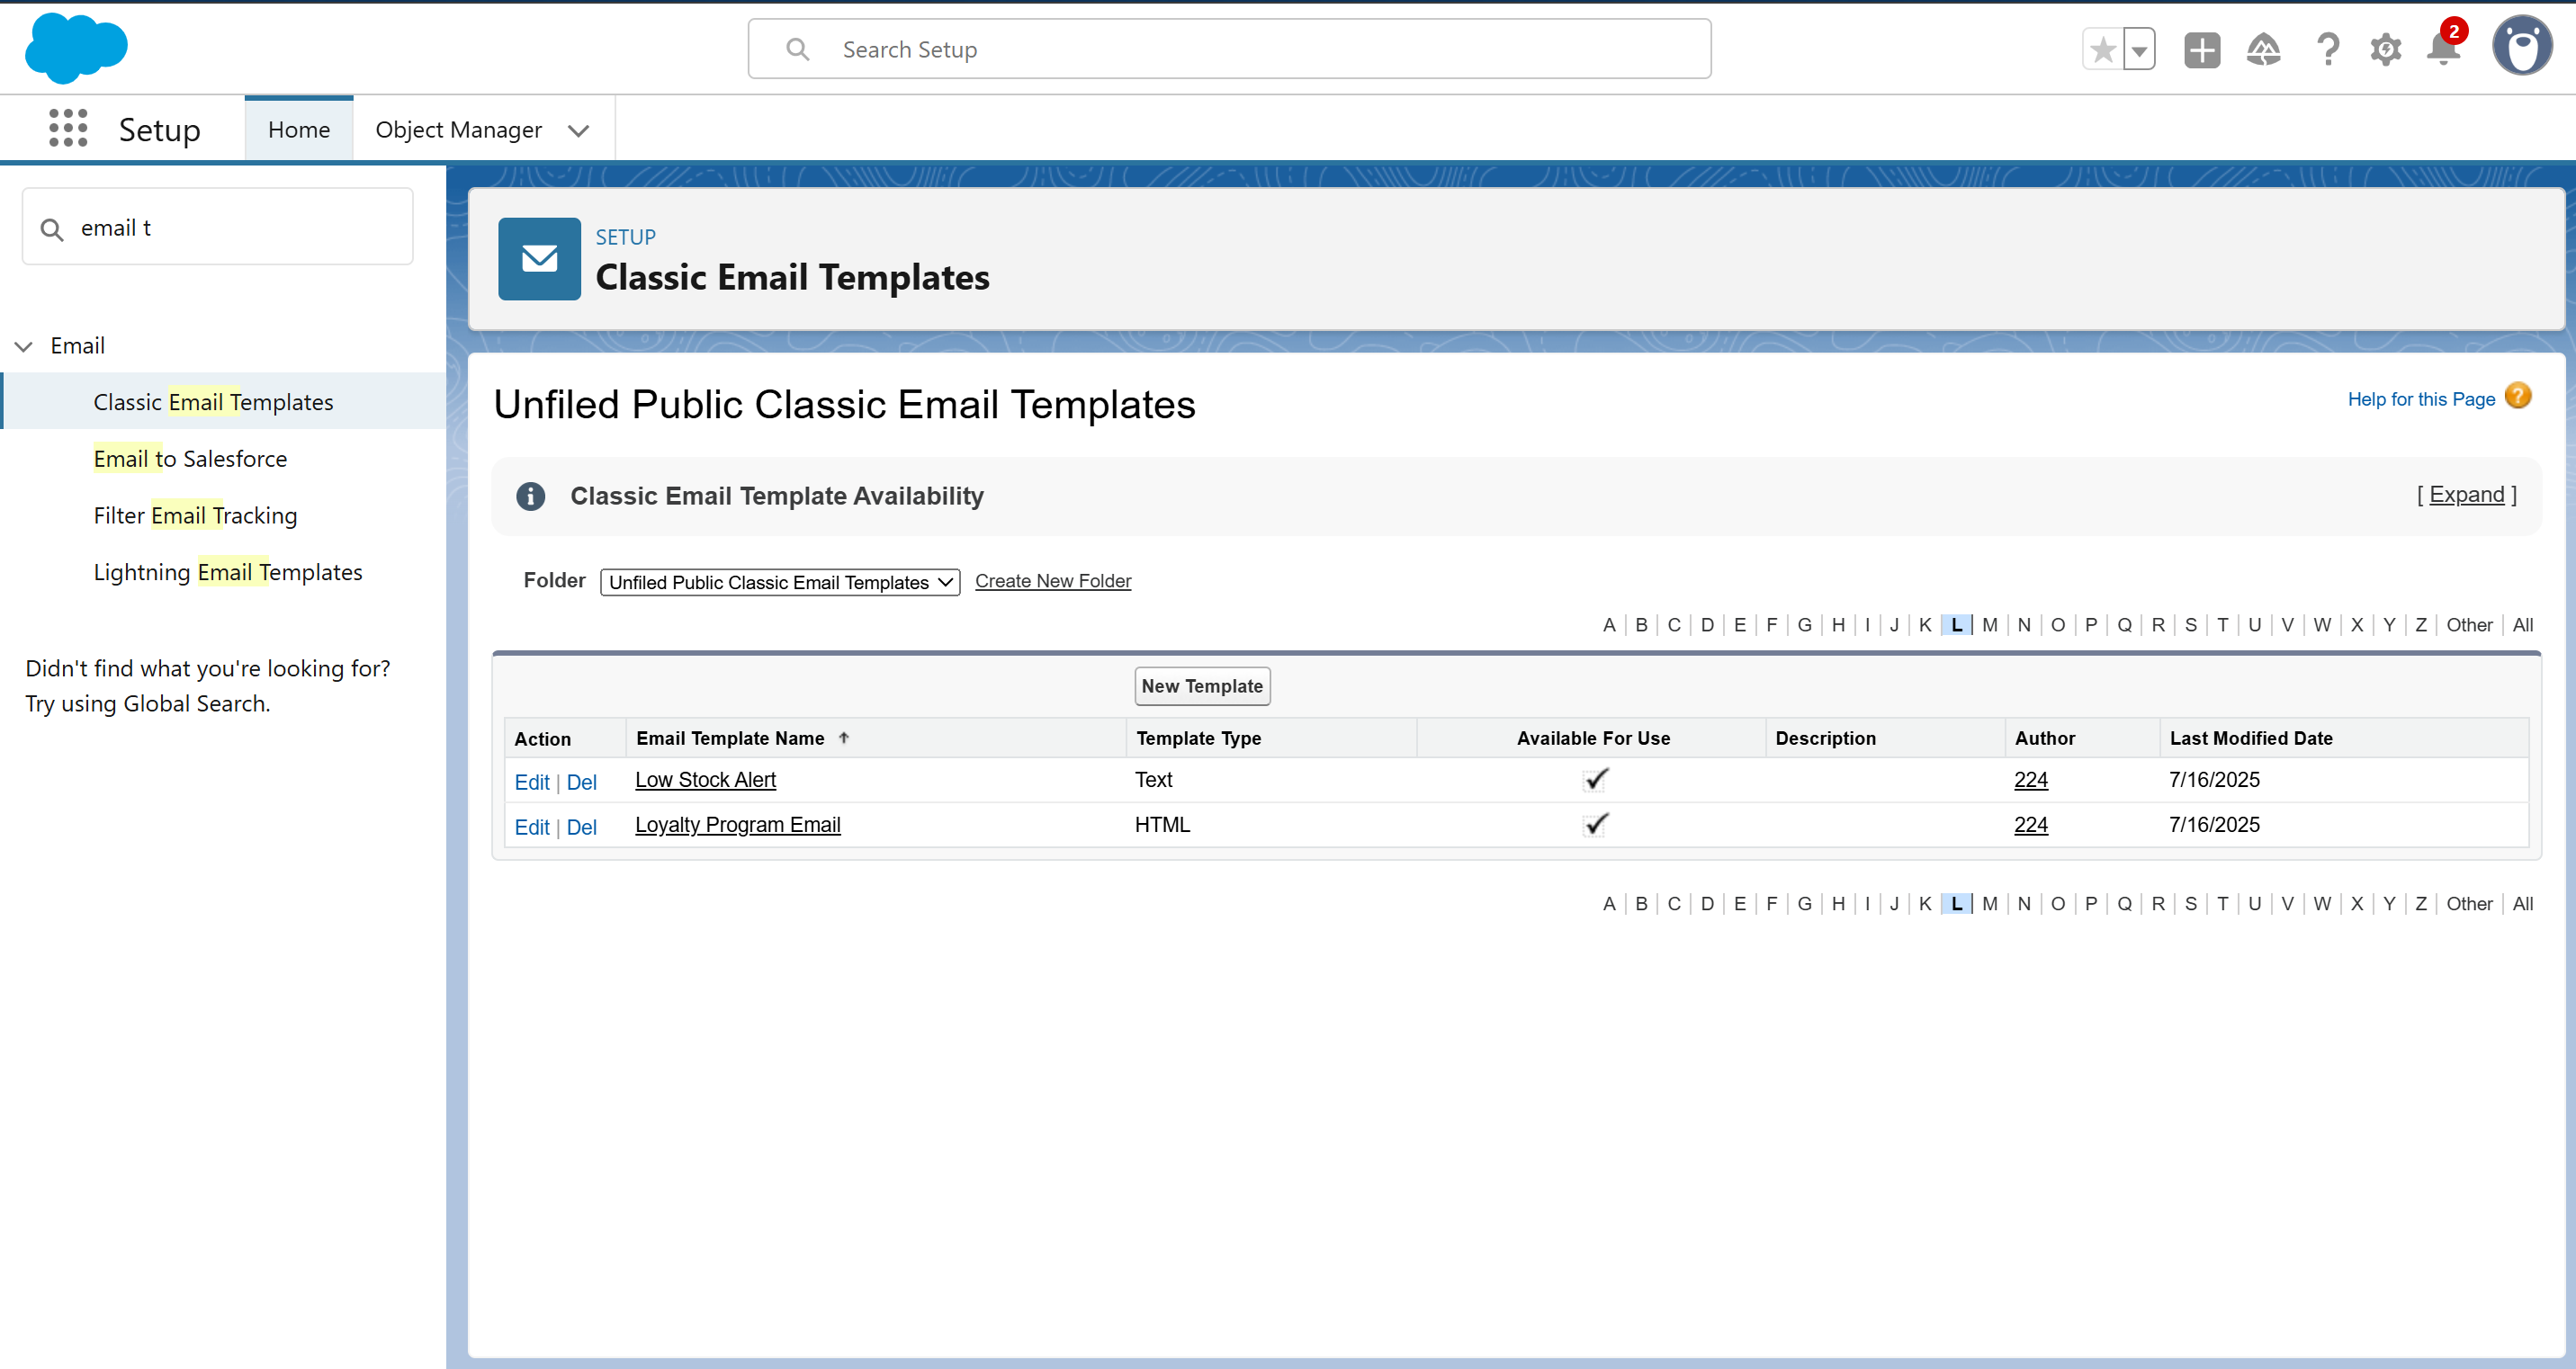 Search Setup
2
Setup
Home
Object Manager
email t
Email
Classic Email Templates
Email to Salesforce
Filter Email Tracking
Lightning Email Templates
Didn't find what you're looking for?
Try using Global Search.
SETUP
Classic Email Templates
Unfiled Public Classic Email Templates
Help for this Page ?
Classic Email Template Availability
[ Expand ]
Folder Unfiled Public Classic Email Templates Create New Folder
A | B | C | D | E | F | G | H | I | J | K | L | M | N | O | P | Q | R | S | T | U | V | W | X | Y | Z | Other | All
New Template
Action Email Template Name Template Type Available For Use Description Author Last Modified Date
Edit | Del Low Stock Alert Text 224 7/16/2025
Edit | Del Loyalty Program Email HTML 224 7/16/2025
A | B | C | D | E | F | G | H | I | J | K | L | M | N | O | P | Q | R | S | T | U | V | W | X | Y | Z | Other | All